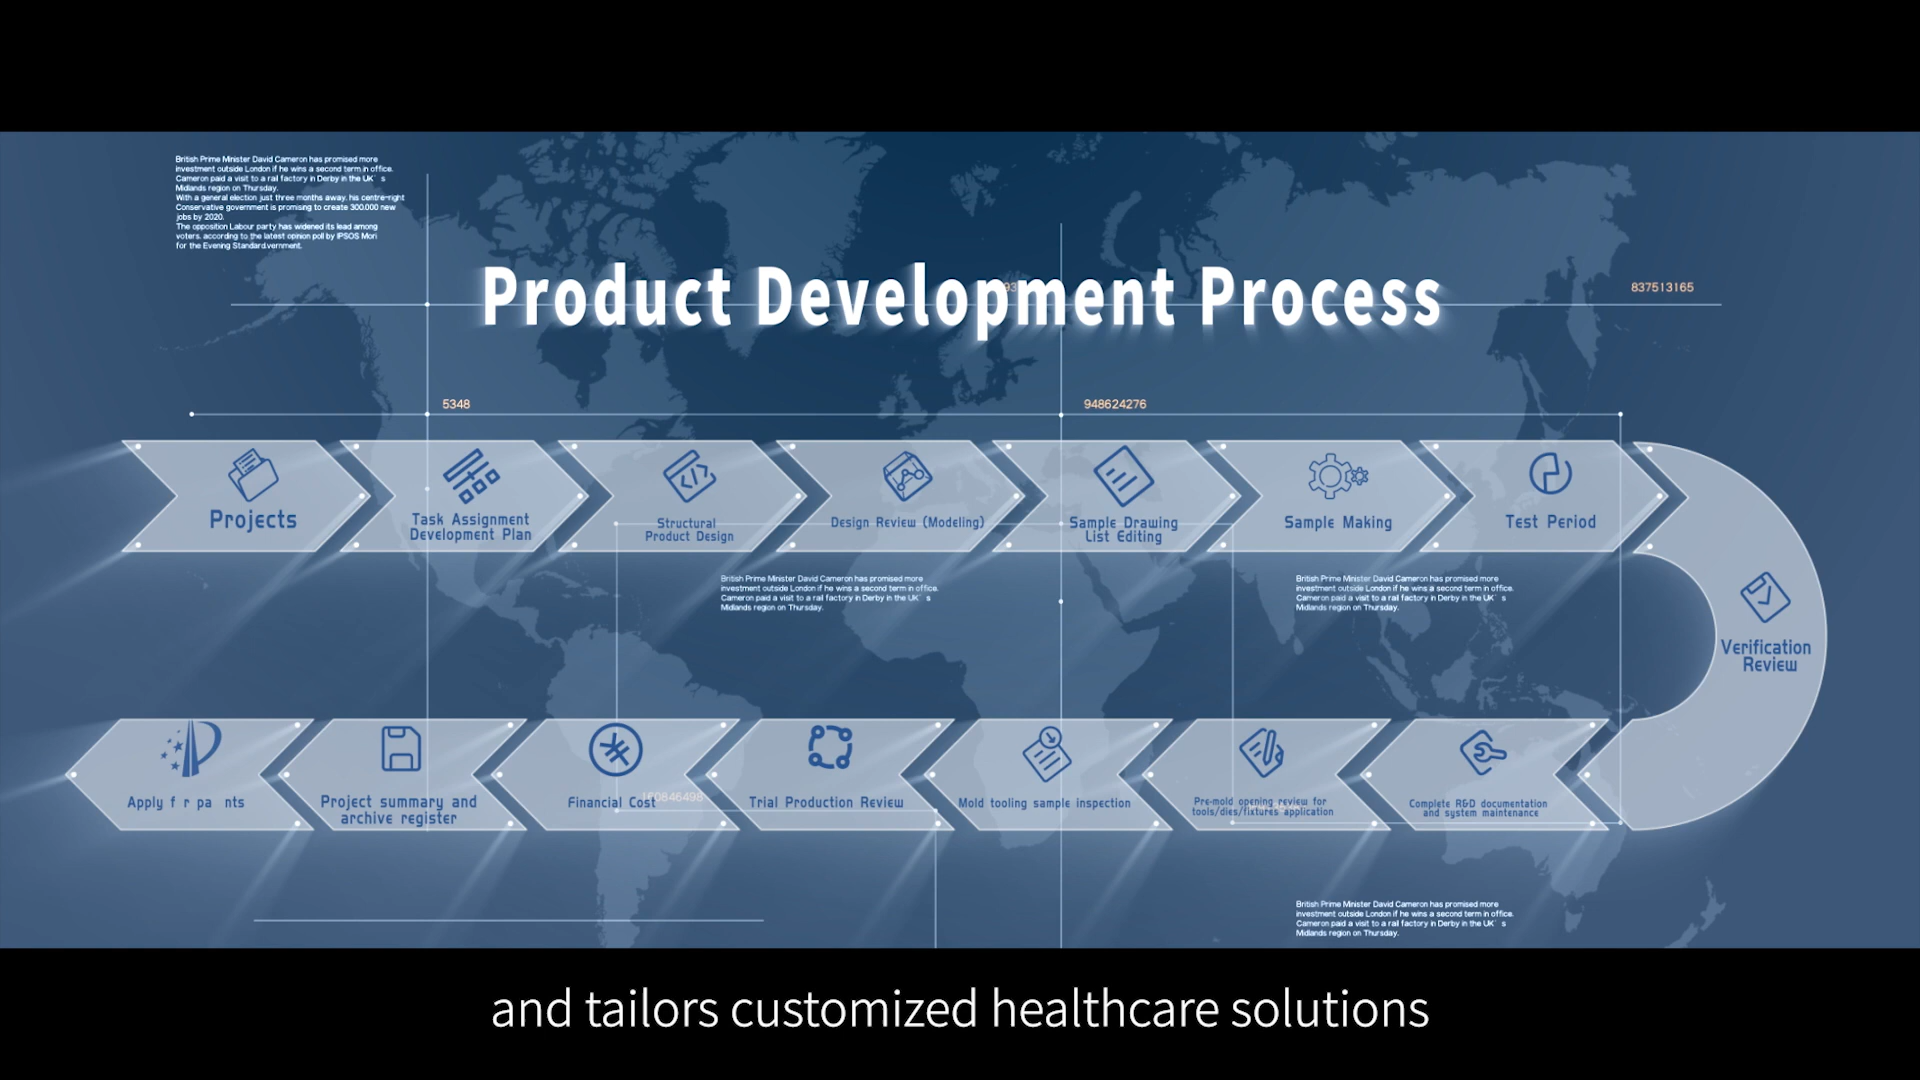 British Prime Minister David Cameron has promised more
investment outside London if he wins a second term in office.
Cameron paid a visit to a rail factory in Derby in the UK` s
Midlands region on Thursday.
With a general election just three months away, his centre-right
Conservative government is promising to create 300,000 new
jobs by 2020.
The opposition Labour party has widened its lead among
voters, according to the latest opinion poll by IPSOS Mori
for the Evening Standard.vernment.
Product Development Process
837513165
5348
948624276
Projects
Task Assignment
Development Plan
Structural
Product Design
Design Review (Modeling)
Sample Drawing
List Editing
Sample Making
Test Period
British Prime Minister David Cameron has promised more
investment outside London if he wins a second term in office.
Cameron paid a visit to a rail factory in Derby in the UK` s
Midlands region on Thursday.
British Prime Minister David Cameron has promised more
investment outside London if he wins a second term in office.
Cameron paid a visit to a rail factory in Derby in the UK` s
Midlands region on Thursday.
Verification
Review
Apply f r pa nts
Project summary and
archive register
Financial Cost
160846498
Trial Production Review
Mold tooling sample inspection
Pre-mold opening review for
tools/dies/fixtures application
Complete R&D documentation
and system maintenance
British Prime Minister David Cameron has promised more
investment outside London if he wins a second term in office.
Cameron paid a visit to a rail factory in Derby in the UK` s
Midlands region on Thursday.
and tailors customized healthcare solutions